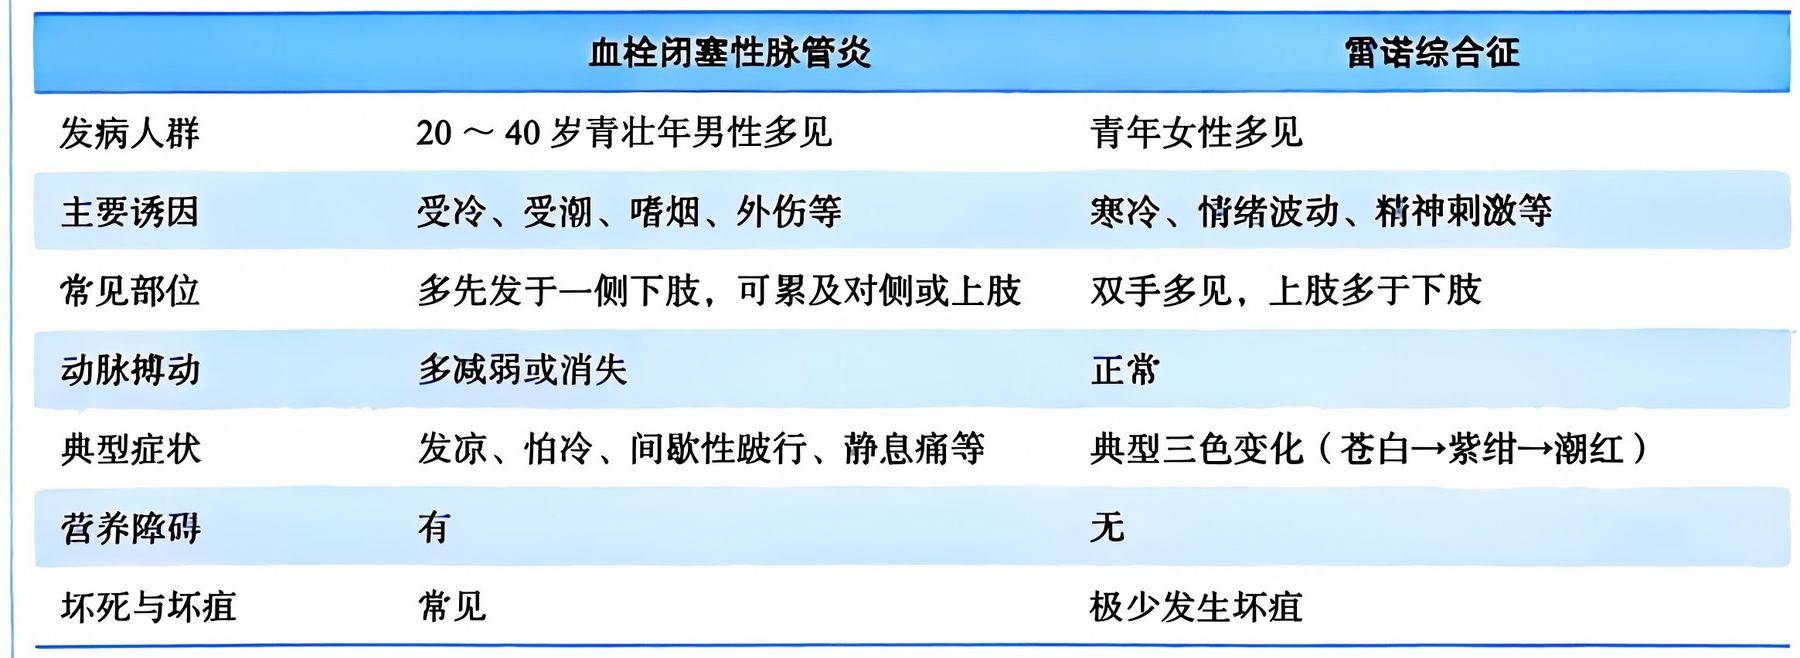 血栓闭塞性脉管炎 雷诺综合征
发病人群 20～40岁青壮年男性多见 青年女性多见
主要诱因 受冷、受潮、嗜烟、外伤等 寒冷、情绪波动、精神刺激等
常见部位 多先发于一侧下肢，可累及对侧或上肢 双手多见，上肢多于下肢
动脉搏动 多减弱或消失 正常
典型症状 发凉、怕冷、间歇性跛行、静息痛等 典型三色变化（苍白→紫绀→潮红）
营养障碍 有 无
坏死与坏疽 常见 极少发生坏疽